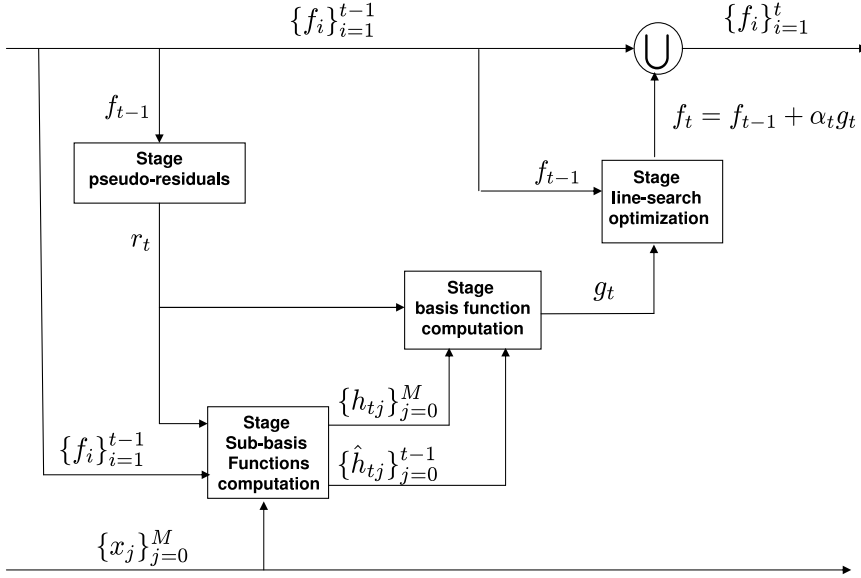 {f_i}_{i=1}^{t-1}
{f_i}_{i=1}^{t}
⋃
f_{t-1}
f_t = f_{t-1} + α_t g_t
Stage
pseudo-residuals
f_{t-1}
Stage
line-search
optimization
r_t
Stage
basis function
computation
g_t
{h_{tj}}_{j=0}^{M}
Stage
Sub-basis
Functions
computation
{f_i}_{i=1}^{t-1}
{ĥ_{tj}}_{j=0}^{t-1}
{x_j}_{j=0}^{M}